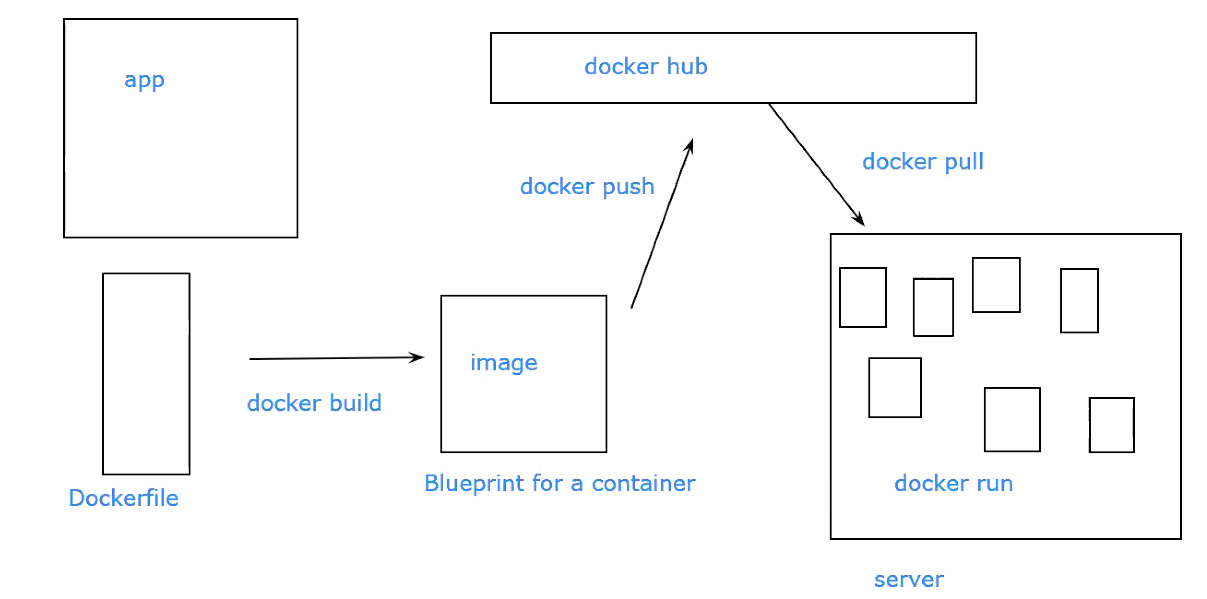 app
docker hub
docker push
docker pull
image
docker build
Blueprint for a container
Dockerfile
docker run
server